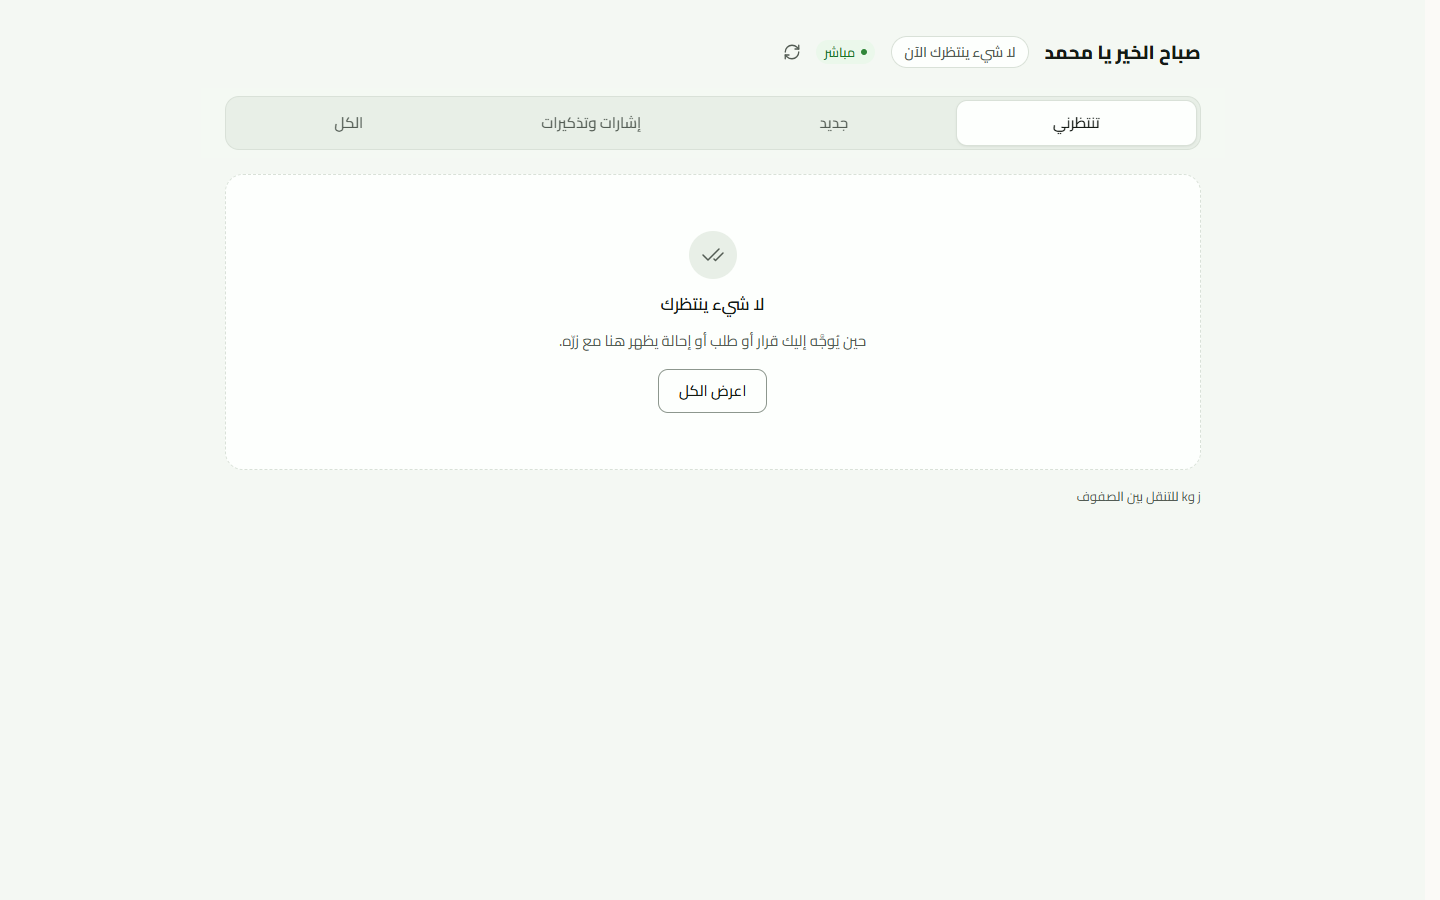 صباح الخير يا محمد
لا شيء ينتظرك الآن
مباشر
تنتظرني
جديد
إشارات وتذكيرات
الكل
لا شيء ينتظرك
حين يُوجَّه إليك قرار أو طلب أو إحالة يظهر هنا مع زرّه.
اعرض الكل
j و k للتنقل بين الصفوف